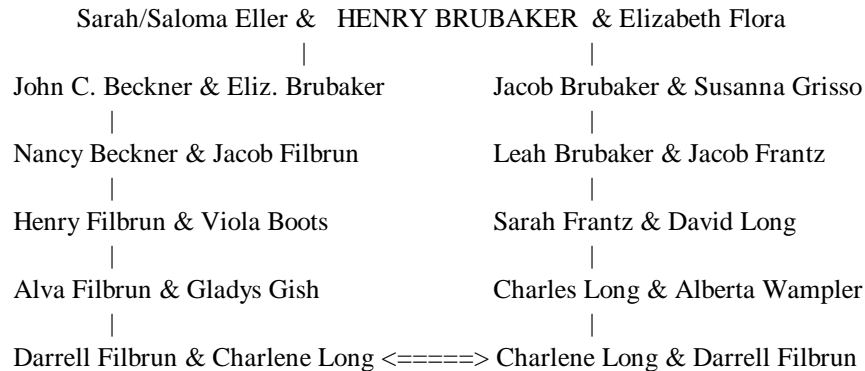 Sarah/Saloma Eller & HENRY BRUBAKER & Elizabeth Flora
| |
John C. Beckner & Eliz. Brubaker Jacob Brubaker & Susanna Grisso
| |
Nancy Beckner & Jacob Filbrun Leah Brubaker & Jacob Frantz
| |
Henry Filbrun & Viola Boots Sarah Frantz & David Long
| |
Alva Filbrun & Gladys Gish Charles Long & Alberta Wampler
| |
Darrell Filbrun & Charlene Long <=====> Charlene Long & Darrell Filbrun